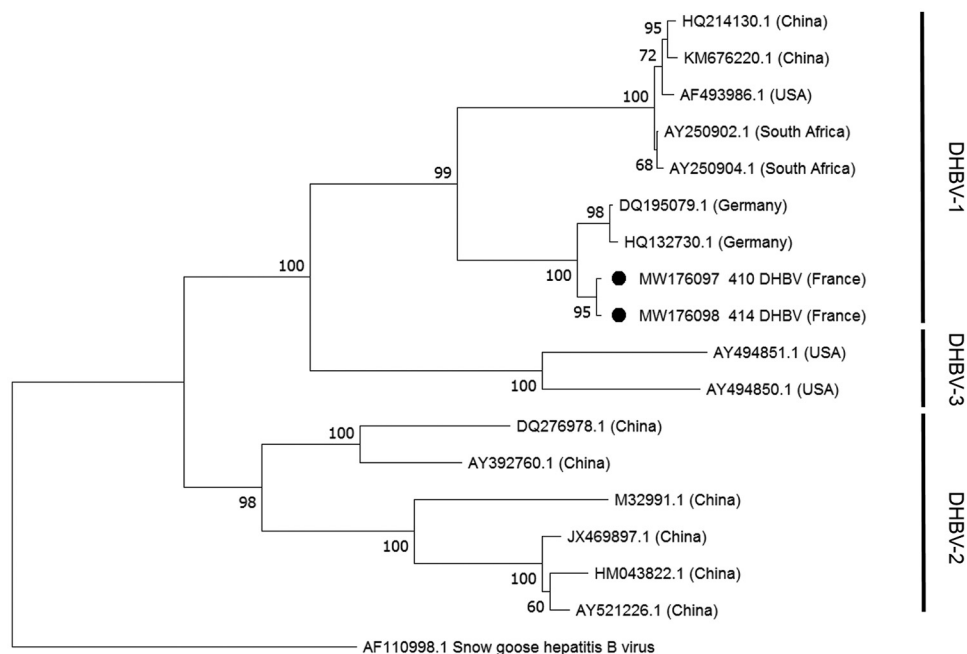 HQ214130.1 (China)
95
KM676220.1 (China)
72
AF493986.1 (USA)
100
AY250902.1 (South Africa)
68
AY250904.1 (South Africa)
99
DQ195079.1 (Germany)
98
HQ132730.1 (Germany)
100
MW176097 410 DHBV (France)
95
MW176098 414 DHBV (France)
DHBV-1
100
AY494851.1 (USA)
100
AY494850.1 (USA)
DHBV-3
DQ276978.1 (China)
100
AY392760.1 (China)
98
M32991.1 (China)
100
JX469897.1 (China)
100
HM043822.1 (China)
60
AY521226.1 (China)
DHBV-2
AF110998.1 Snow goose hepatitis B virus